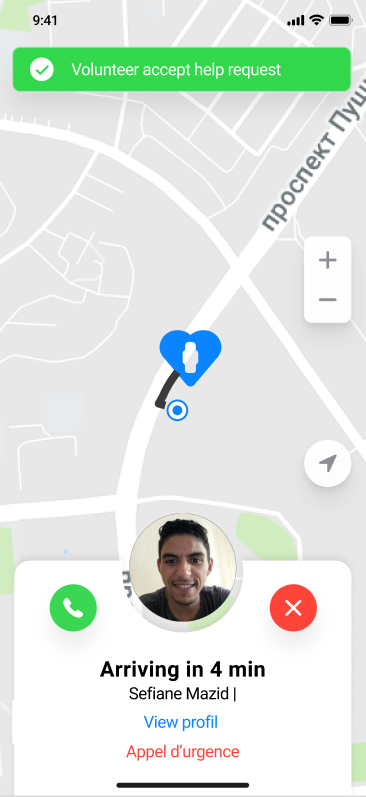 9:41
Volunteer accept help request
проспект Пуш
Arriving in 4 min
Sefiane Mazid |
View profil
Appel d’urgence